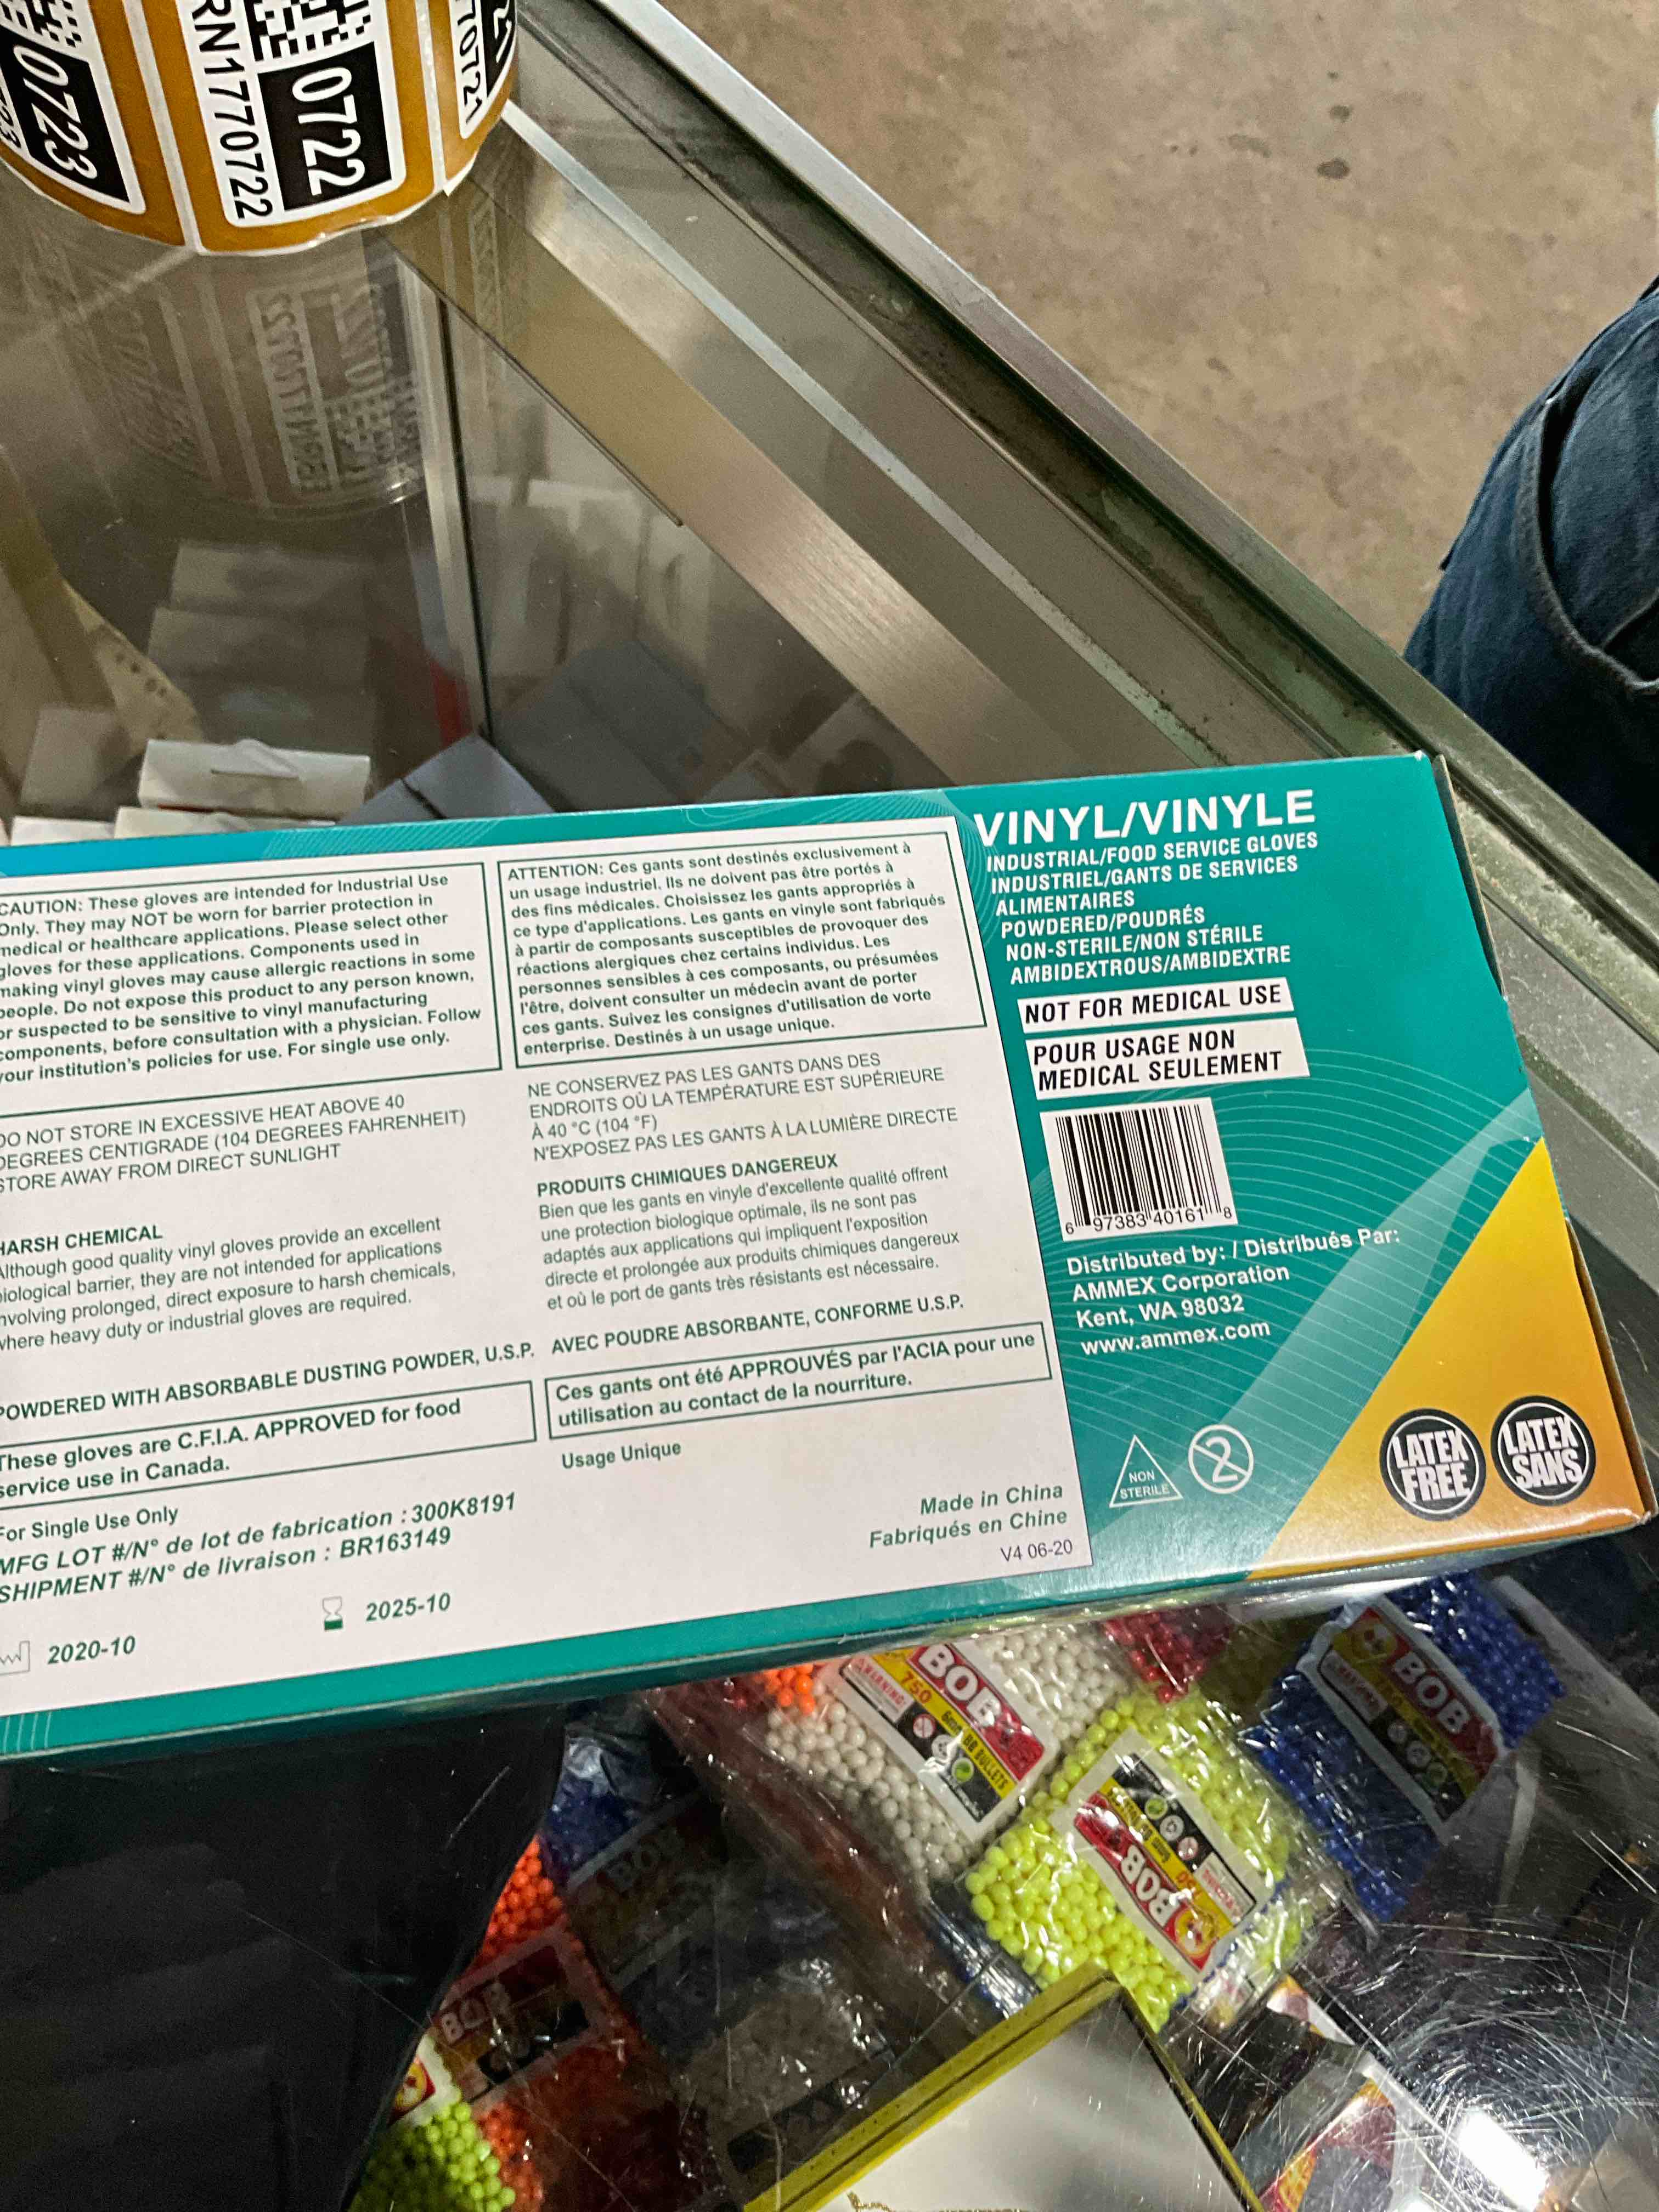 0723
RN1770722
0722
70721
CAUTION: These gloves are intended for Industrial Use
Only. They may NOT be worn for barrier protection in
medical or healthcare applications. Please select other
gloves for these applications. Components used in
making vinyl gloves may cause allergic reactions in some
people. Do not expose this product to any person known,
or suspected to be sensitive to vinyl manufacturing
components, before consultation with a physician. Follow
your institution's policies for use. For single use only.
DO NOT STORE IN EXCESSIVE HEAT ABOVE 40
DEGREES CENTIGRADE (104 DEGREES FAHRENHEIT)
STORE AWAY FROM DIRECT SUNLIGHT
HARSH CHEMICAL
Although good quality vinyl gloves provide an excellent
biological barrier, they are not intended for applications
involving prolonged, direct exposure to harsh chemicals,
where heavy duty or industrial gloves are required.
POWDERED WITH ABSORBABLE DUSTING POWDER, U.S.P.
These gloves are C.F.I.A. APPROVED for food
service use in Canada.
For Single Use Only
MFG LOT #/N° de lot de fabrication : 300K8191
SHIPMENT #/N° de livraison : BR163149
2020-10
2025-10
ATTENTION: Ces gants sont destinés exclusivement à
un usage industriel. Ils ne doivent pas être portés à
des fins médicales. Choisissez les gants appropriés à
ce type d'applications. Les gants en vinyle sont fabriqués
à partir de composants susceptibles de provoquer des
réactions alergiques chez certains individus. Les
personnes sensibles à ces composants, ou présumées
l'être, doivent consulter un médecin avant de porter
ces gants. Suivez les consignes d'utilisation de vorte
enterprise. Destinés à un usage unique.
NE CONSERVEZ PAS LES GANTS DANS DES
ENDROITS OÙ LA TEMPÉRATURE EST SUPÉRIEURE
À 40 °C (104 °F)
N'EXPOSEZ PAS LES GANTS À LA LUMIÈRE DIRECTE
PRODUITS CHIMIQUES DANGEREUX
Bien que les gants en vinyle d'excellente qualité offrent
une protection biologique optimale, ils ne sont pas
adaptés aux applications qui impliquent l'exposition
directe et prolongée aux produits chimiques dangereux
et où le port de gants très résistants est nécessaire.
AVEC POUDRE ABSORBANTE, CONFORME U.S.P.
Ces gants ont été APPROUVÉS par l'ACIA pour une
utilisation au contact de la nourriture.
Usage Unique
Made in China
Fabriqués en Chine
V4 06-20
VINYL/VINYLE
INDUSTRIAL/FOOD SERVICE GLOVES
INDUSTRIEL/GANTS DE SERVICES
ALIMENTAIRES
POWDERED/POUDRÉS
NON-STERILE/NON STÉRILE
AMBIDEXTROUS/AMBIDEXTRE
NOT FOR MEDICAL USE
POUR USAGE NON
MEDICAL SEULEMENT
6 97383 40161 8
Distributed by: / Distribués Par:
AMMEX Corporation
Kent, WA 98032
www.ammex.com
NON
STERILE
2
LATEX
FREE
LATEX
SANS
BOB
WARNING!
750
6mm BB BULLETS
BOB
BOB
BOB
BOB